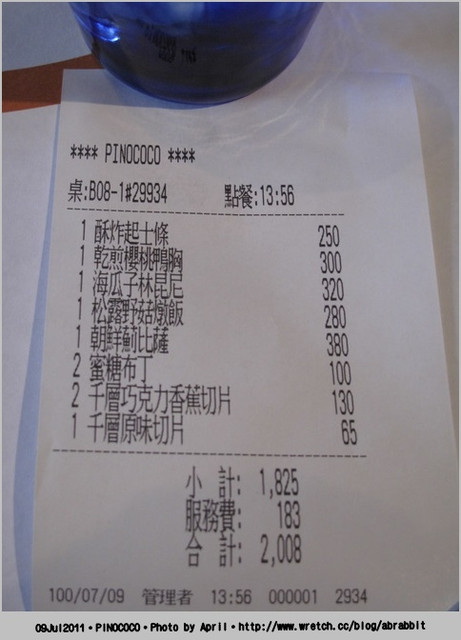 **** PINOCOCO ****
桌:B08-1#29934 點餐:13:56
1 酥炸起士條 250
1 乾煎櫻桃鴨胸 300
1 海瓜子林昆尼 320
1 松露野菇燉飯 280
1 朝鮮薊比薩 380
2 蜜糖布丁 100
2 千層巧克力香蕉切片 130
1 千層原味切片 65
小 計: 1,825
服務費: 183
合 計: 2,008
100/07/09 管理者 13:56 000001 2934
09Jul2011・PINOCOCO・Photo by April・http://www.wretch.cc/blog/abrabbit